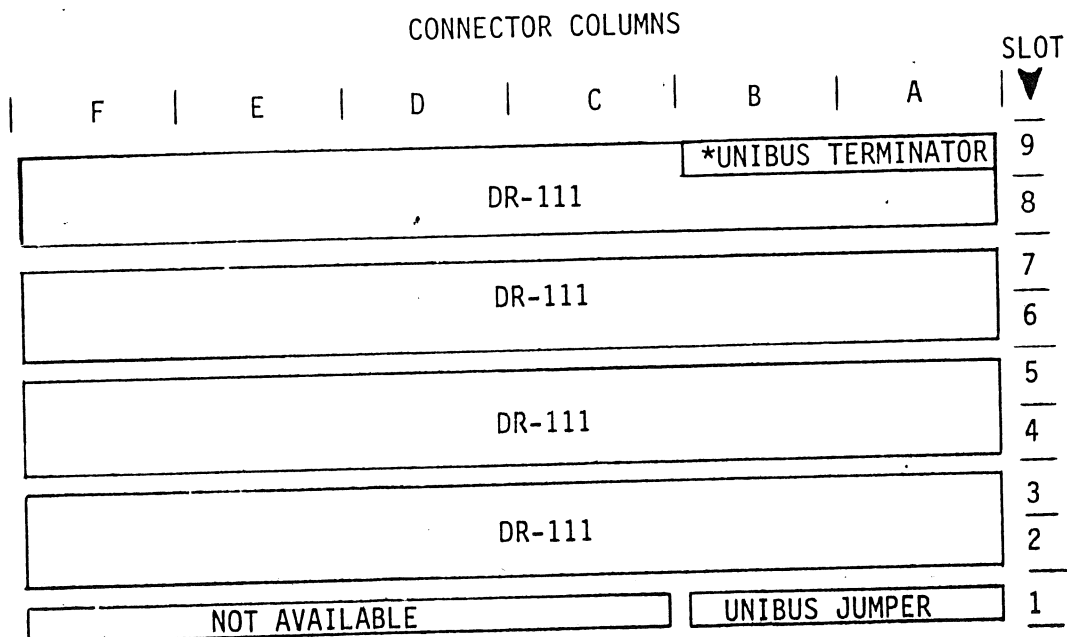 CONNECTOR COLUMNS
SLOT
F E D C B A
*UNIBUS TERMINATOR 9
DR-111 8
7
DR-111
6
5
DR-111 4
3
DR-111 2
NOT AVAILABLE UNIBUS JUMPER 1